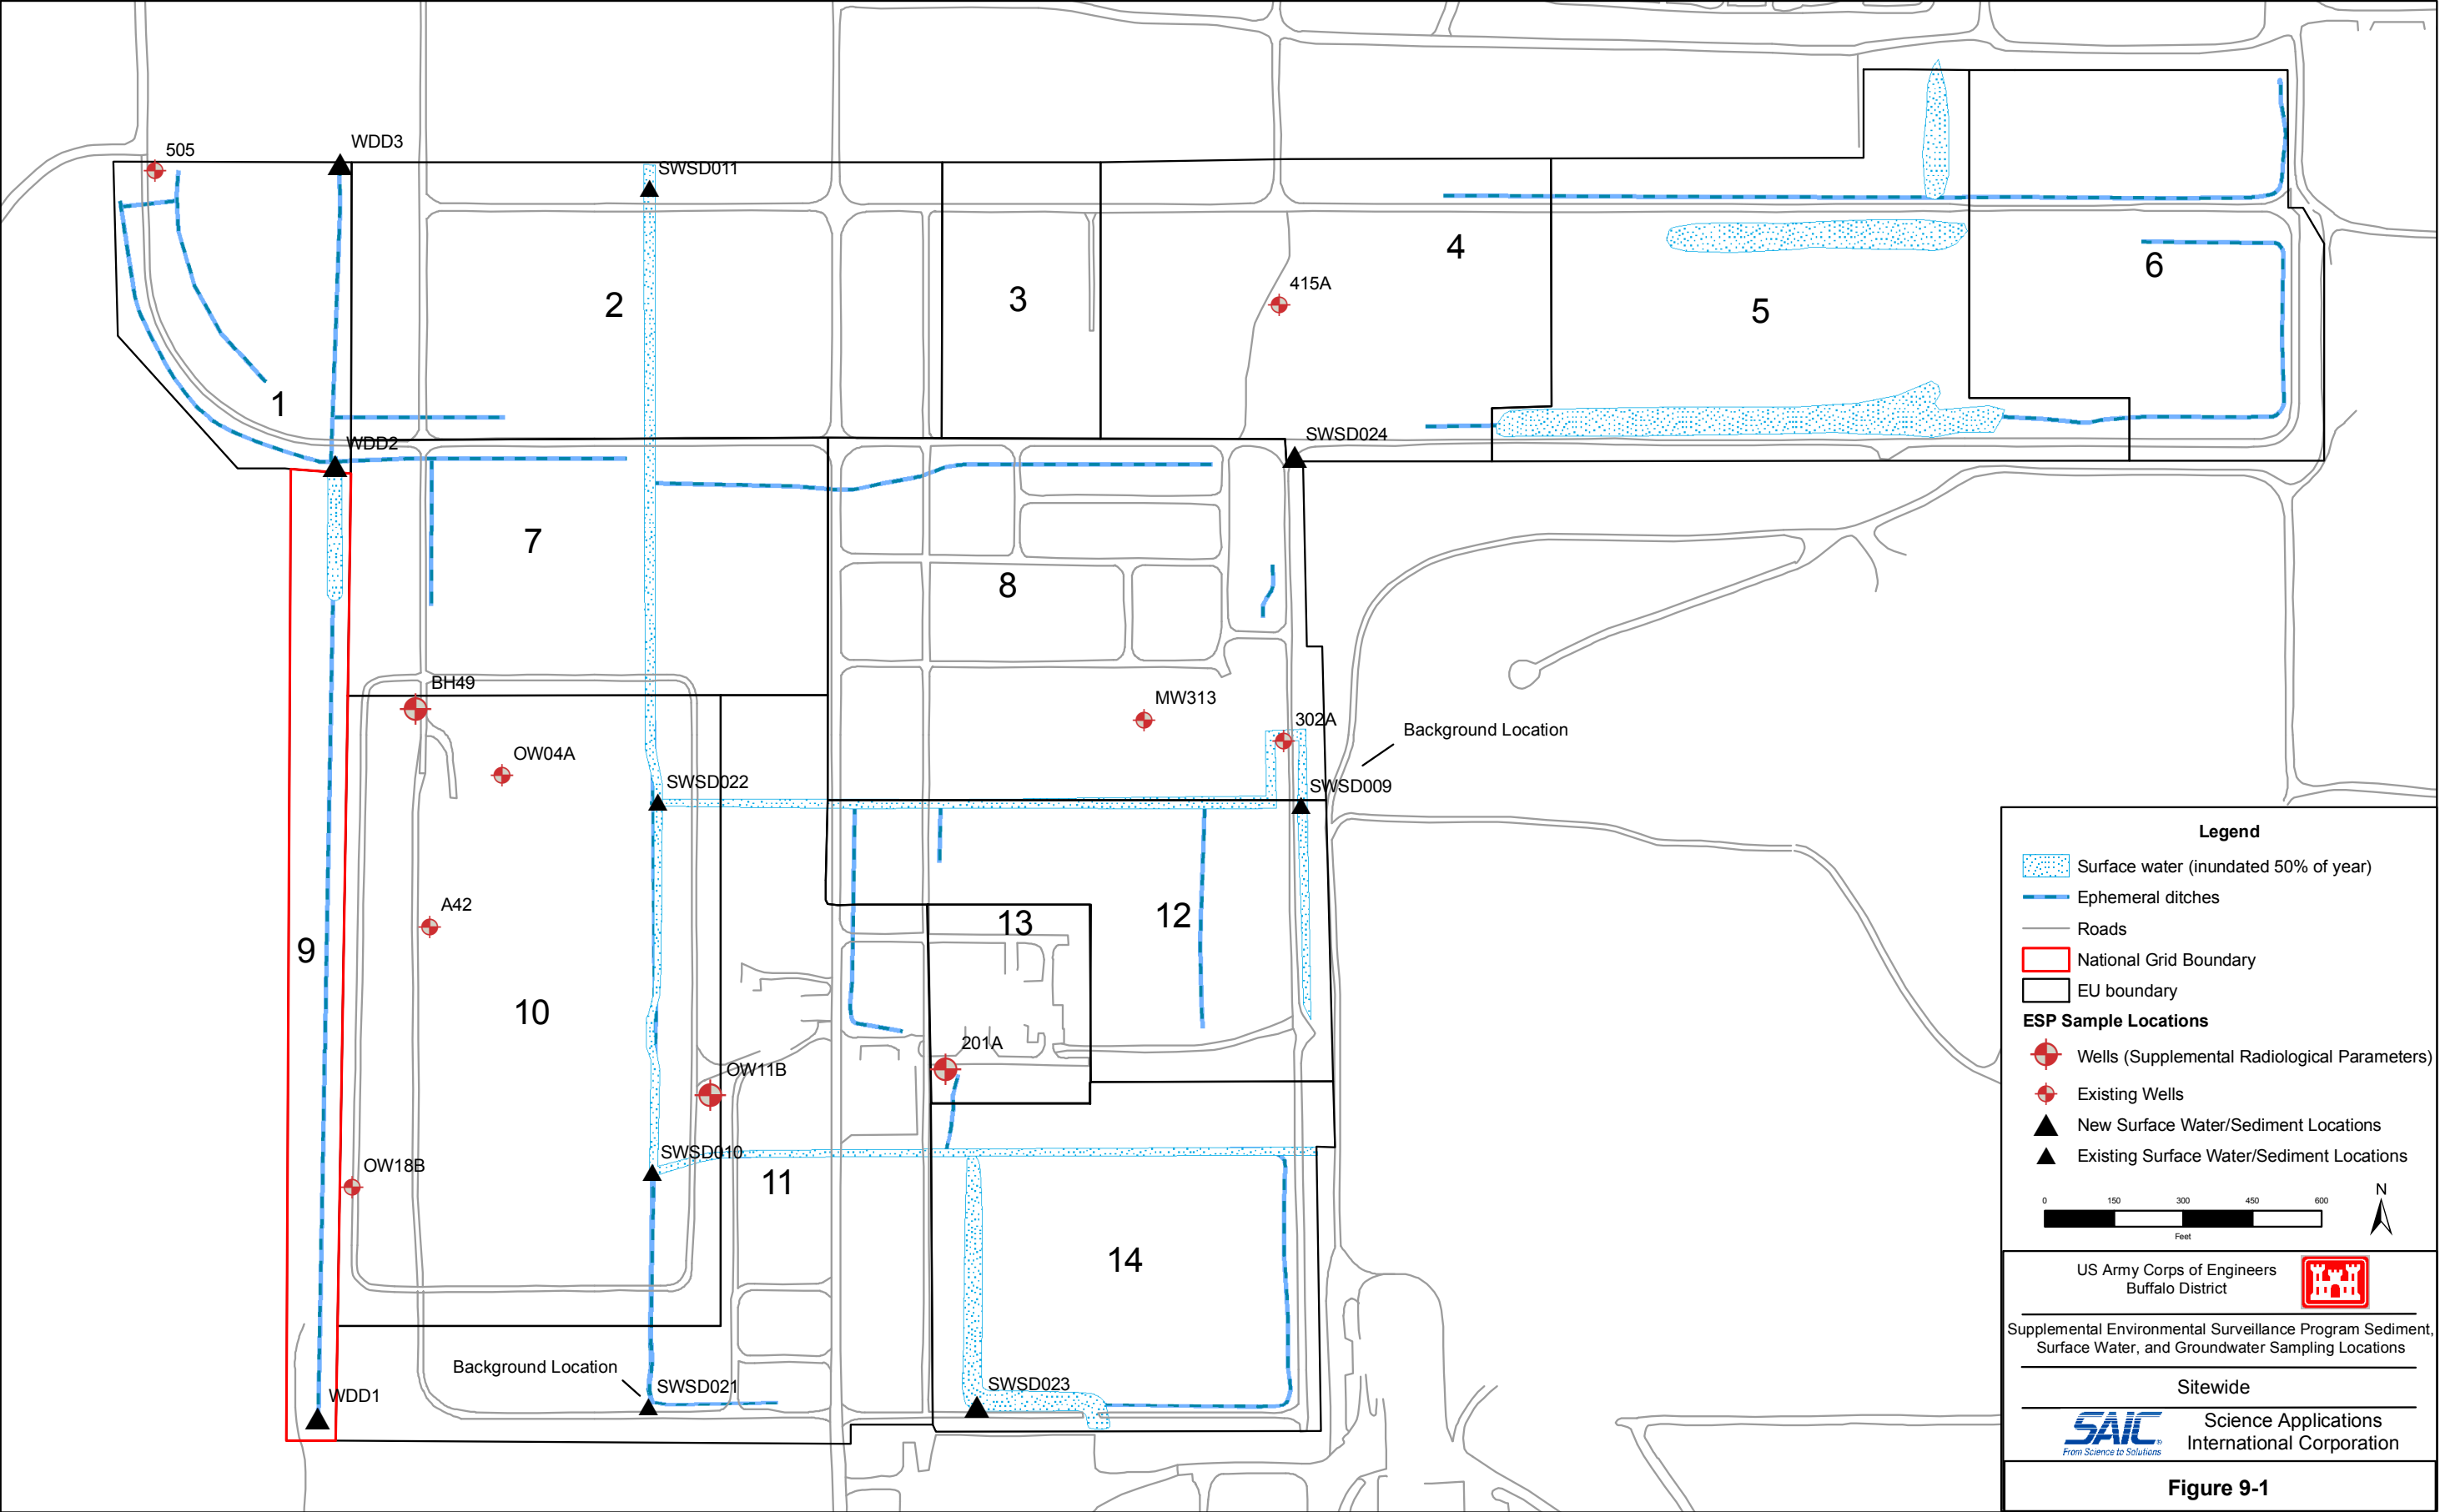 505
WDD3
SWSD011
4
6
2
3
415A
5
1
WDD2
SWSD024
7
8
BH49
MW313
302A
Background Location
OW04A
SWSD022
SWSD009
A42
9
13
12
10
201A
OW11B
SWSD010
OW18B
11
14
Background Location
SWSD021
SWSD023
WDD1
Legend
Surface water (inundated 50% of year)
Ephemeral ditches
Roads
National Grid Boundary
EU boundary
ESP Sample Locations
Wells (Supplemental Radiological Parameters)
Existing Wells
New Surface Water/Sediment Locations
Existing Surface Water/Sediment Locations
0 150 300 450 600
Feet
N
US Army Corps of Engineers
Buffalo District
Supplemental Environmental Surveillance Program Sediment,
Surface Water, and Groundwater Sampling Locations
Sitewide
SAIC
From Science to Solutions
Science Applications
International Corporation
Figure 9-1